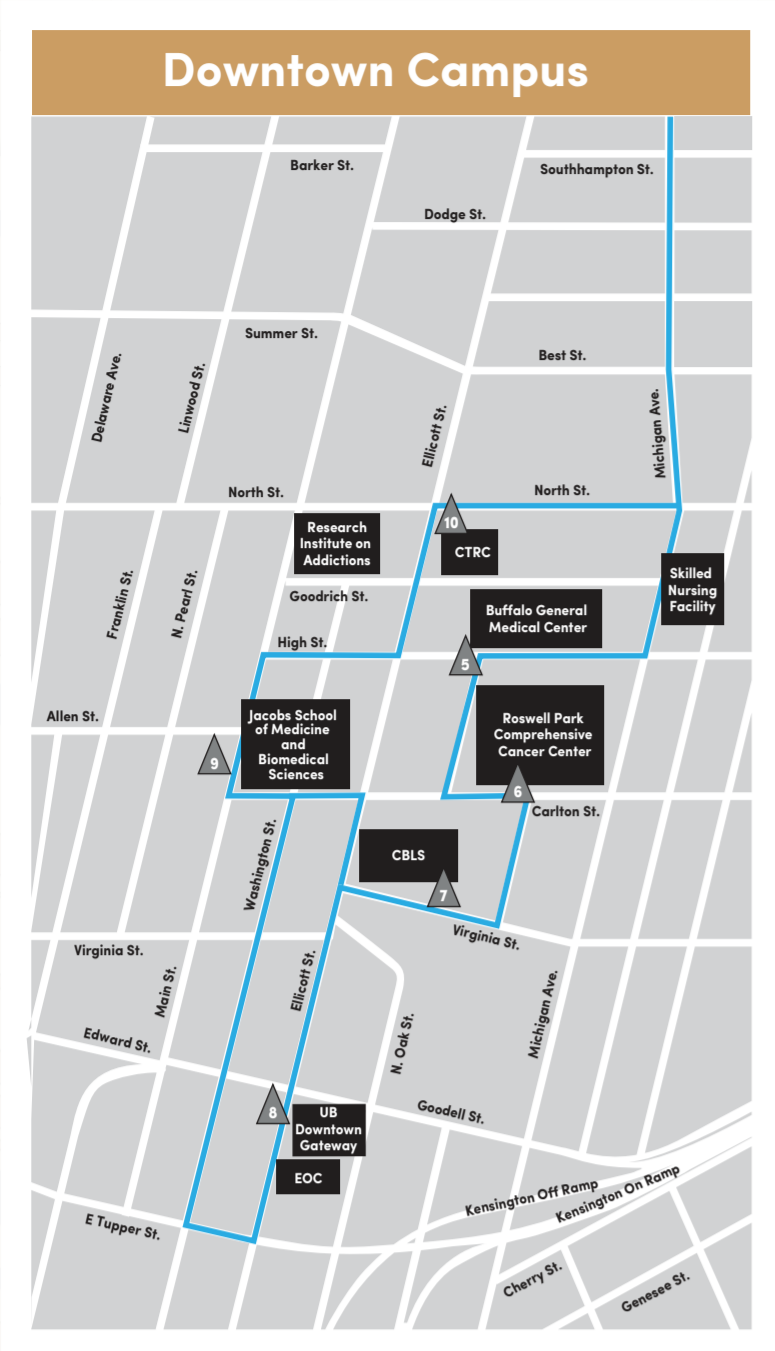 Downtown Campus
Barker St.
Southhampton St.
Dodge St.
Summer St.
Best St.
Delaware Ave.
Linwood St.
Ellicott St.
Michigan Ave.
North St.
North St.
10
Research
Institute on
Addictions
CTRC
Skilled
Nursing
Facility
Franklin St.
N. Pearl St.
Goodrich St.
Buffalo General
Medical Center
High St.
5
Allen St.
Jacobs School
of Medicine
and
Biomedical
Sciences
Roswell Park
Comprehensive
Cancer Center
9
6
Carlton St.
Washington St.
CBLS
7
Virginia St.
Virginia St.
Main St.
Ellicott St.
Michigan Ave.
N. Oak St.
Edward St.
8
UB
Downtown
Gateway
Goodell St.
EOC
Kensington Off Ramp
Kensington On Ramp
E Tupper St.
Cherry St.
Genesee St.